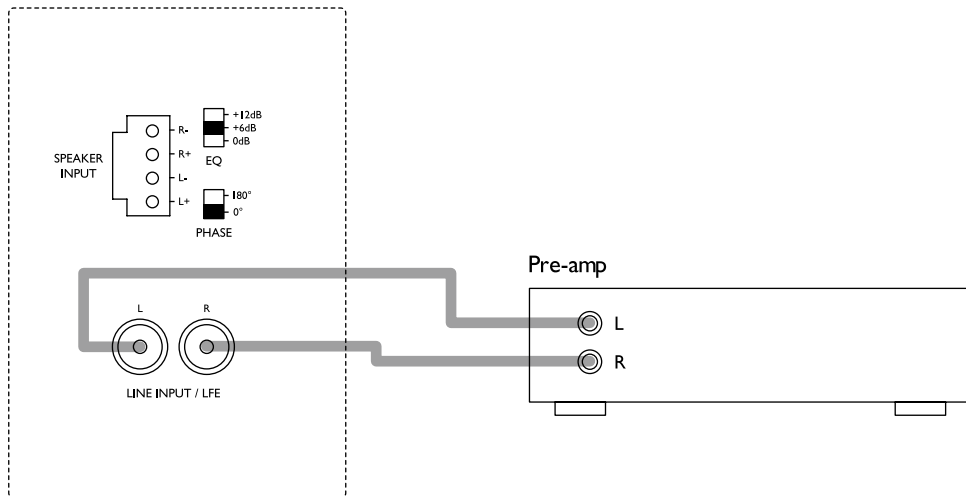 +12dB
+6dB
0dB
EQ
SPEAKER
INPUT
R-
R+
L-
L+
180°
0°
PHASE
Pre-amp
L
R
L
R
LINE INPUT / LFE